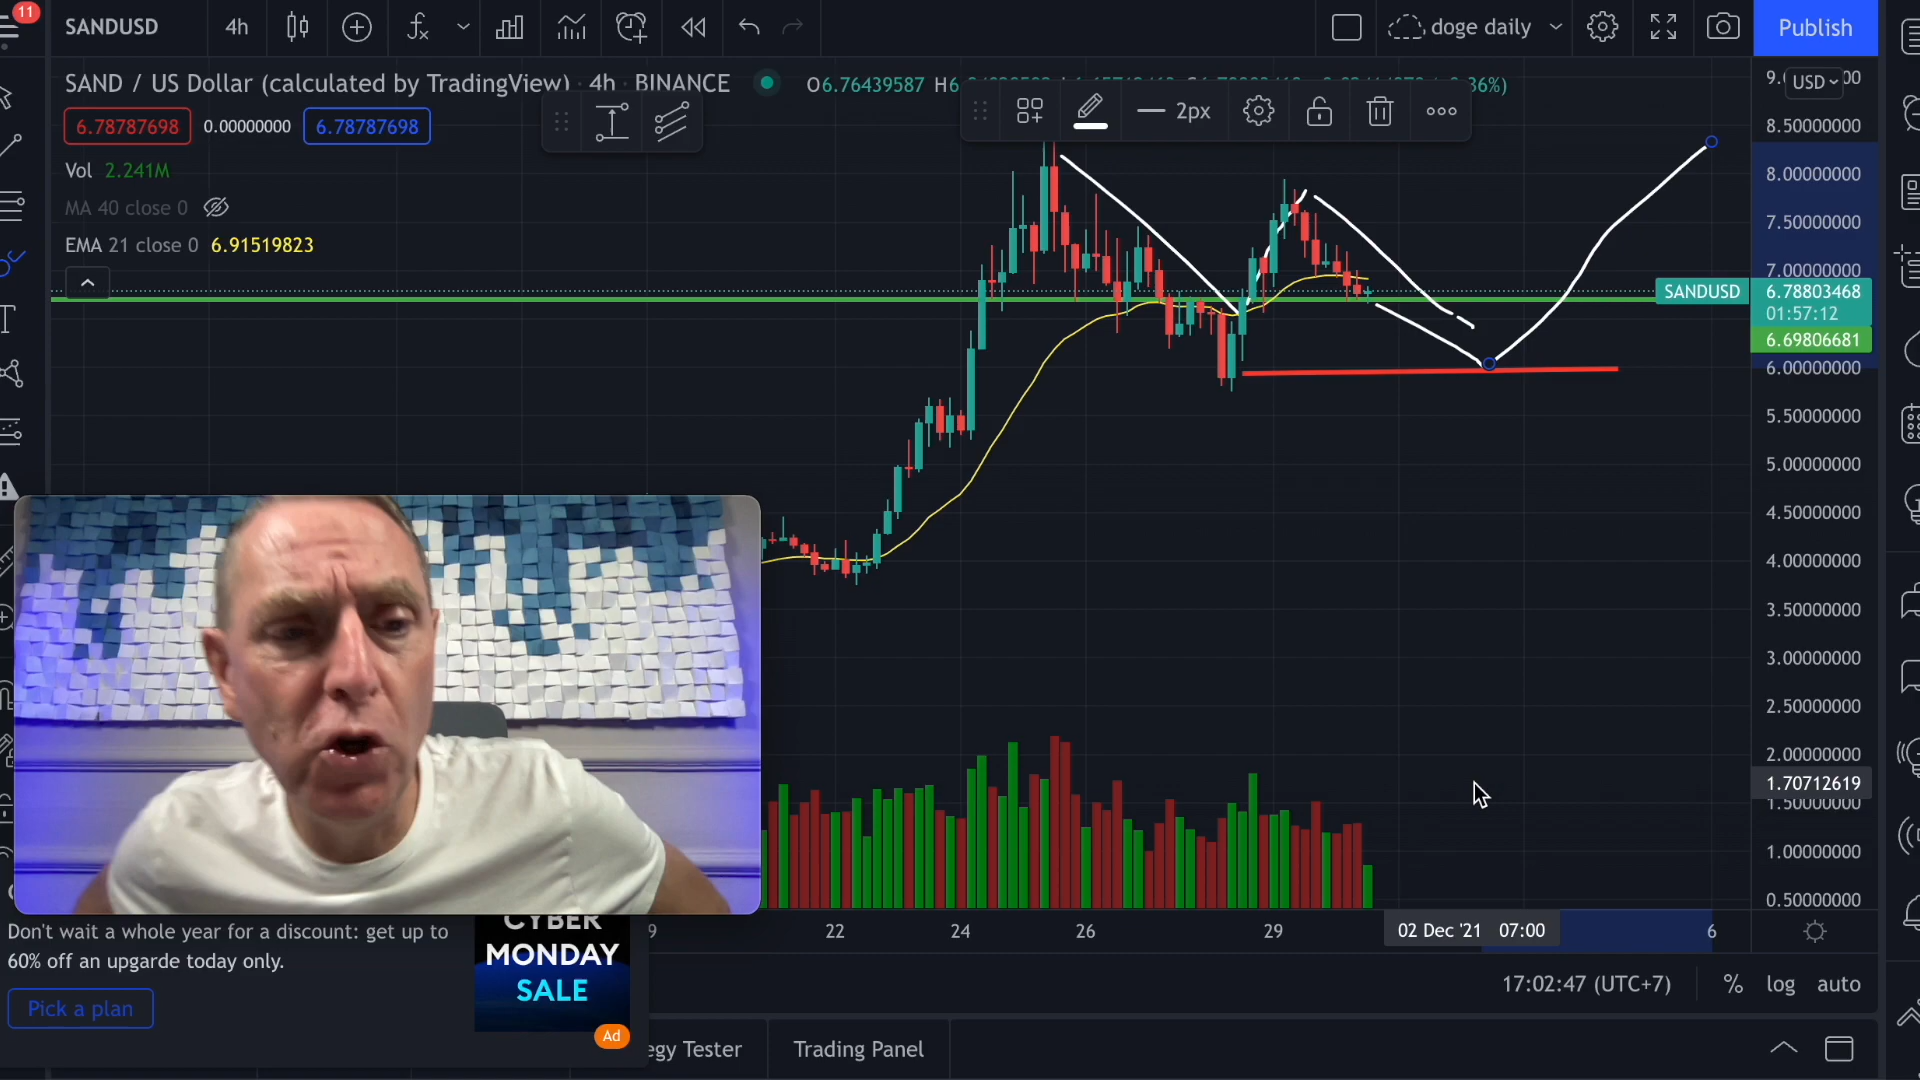 11
SANDUSD
4h
doge daily
Publish
SAND / US Dollar (calculated by TradingView) · 4h · BINANCE
O6.76439587 H6
36%)
2px
6.78787698
0.00000000
6.78787698
Vol 2.241M
MA 40 close 0
EMA 21 close 0 6.91519823
USD
8.50000000
8.00000000
7.50000000
7.00000000
SANDUSD
6.78803468
01:57:12
6.69806681
6.00000000
5.50000000
5.00000000
4.50000000
4.00000000
3.50000000
3.00000000
2.50000000
2.00000000
1.70712619
1.50000000
1.00000000
0.50000000
9
22
24
26
29
02 Dec '21 07:00
6
Don't wait a whole year for a discount: get up to
60% off an upgarde today only.
Pick a plan
CYBER
MONDAY
SALE
Ad
17:02:47 (UTC+7)
%
log
auto
egy Tester
Trading Panel